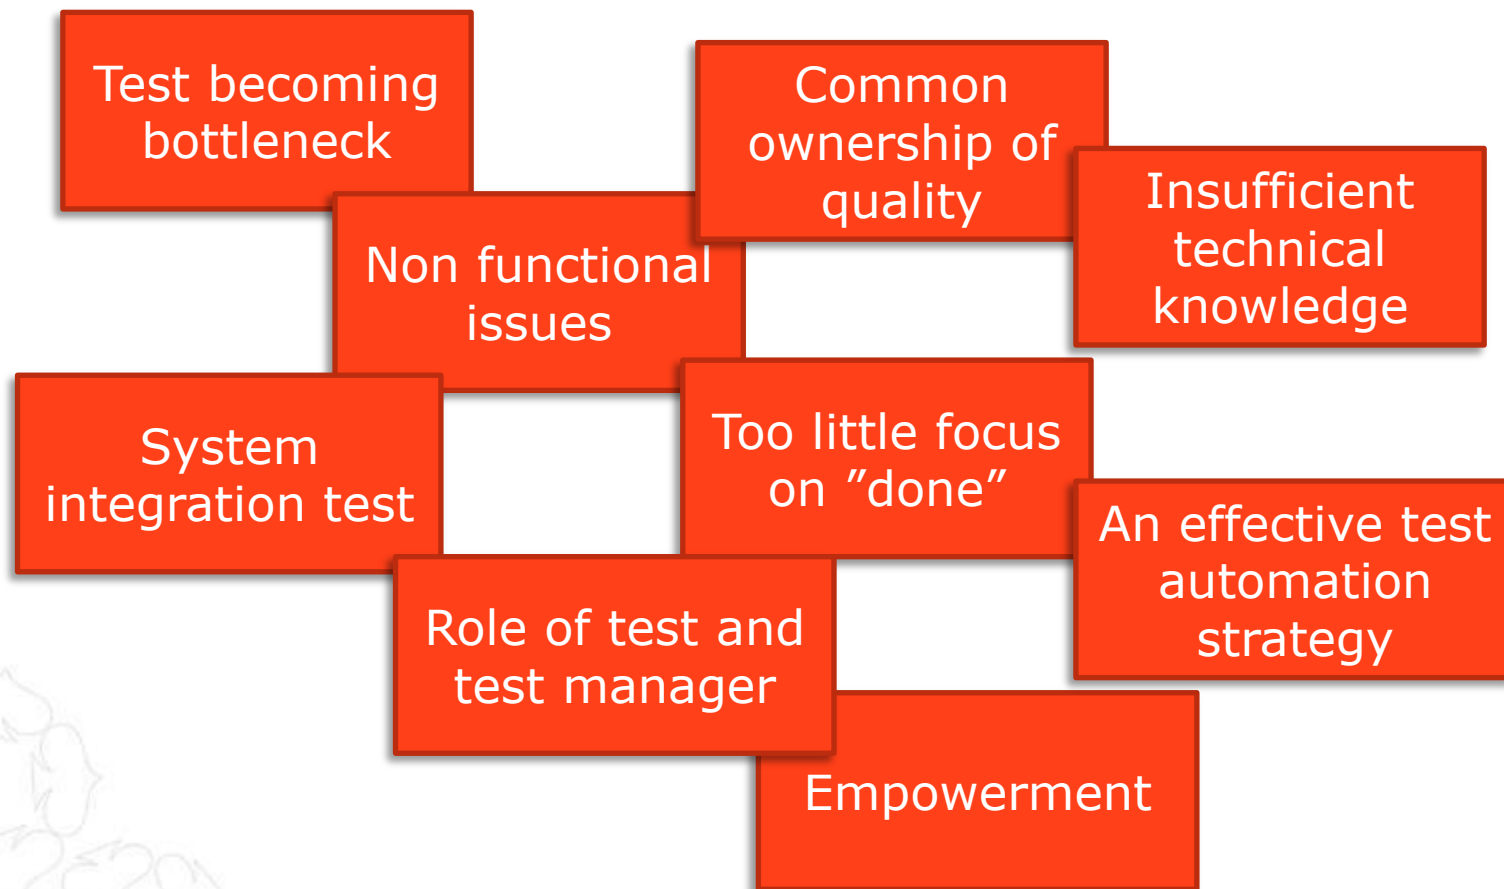 Test becoming
bottleneck
Common
ownership of
quality
Insufficient
technical
knowledge
Non functional
issues
System
integration test
Too little focus
on ”done”
An effective test
automation
strategy
Role of test and
test manager
Empowerment